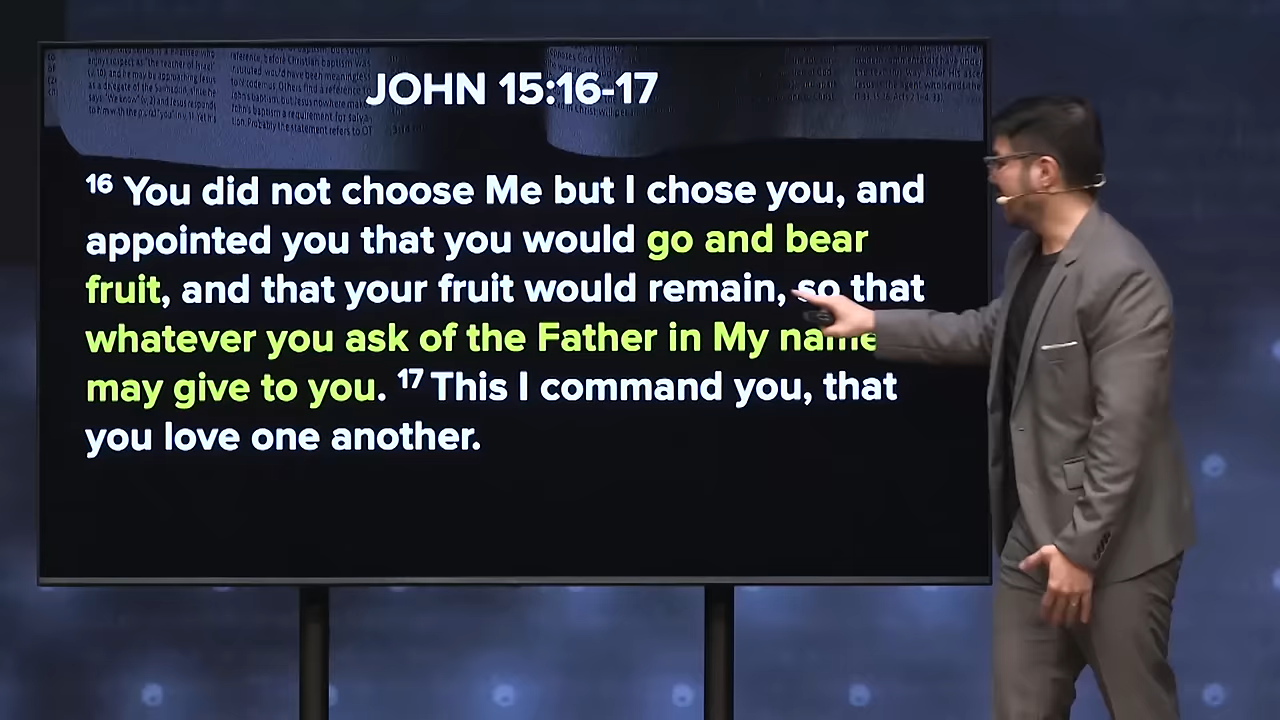 JOHN 15:16-17
16 You did not choose Me but I chose you, and
appointed you that you would go and bear
fruit, and that your fruit would remain, so that
whatever you ask of the Father in My name
may give to you. 17 This I command you, that
you love one another.